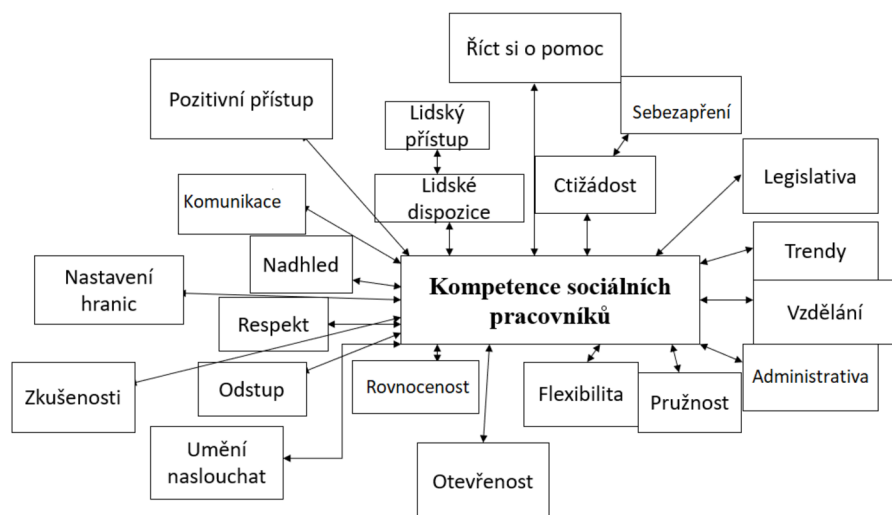 Říct si o pomoc
Pozitivní přístup
Sebezapření
Lidský
přístup
Legislativa
Ctižádost
Lidské
dispozice
Komunikace
Trendy
Nadhled
Nastavení
hranic
Kompetence sociálních
pracovníků
Vzdělání
Respekt
Administrativa
Rovnocenost
Zkušenosti
Odstup
Flexibilita
Pružnost
Umění
naslouchat
Otevřenost